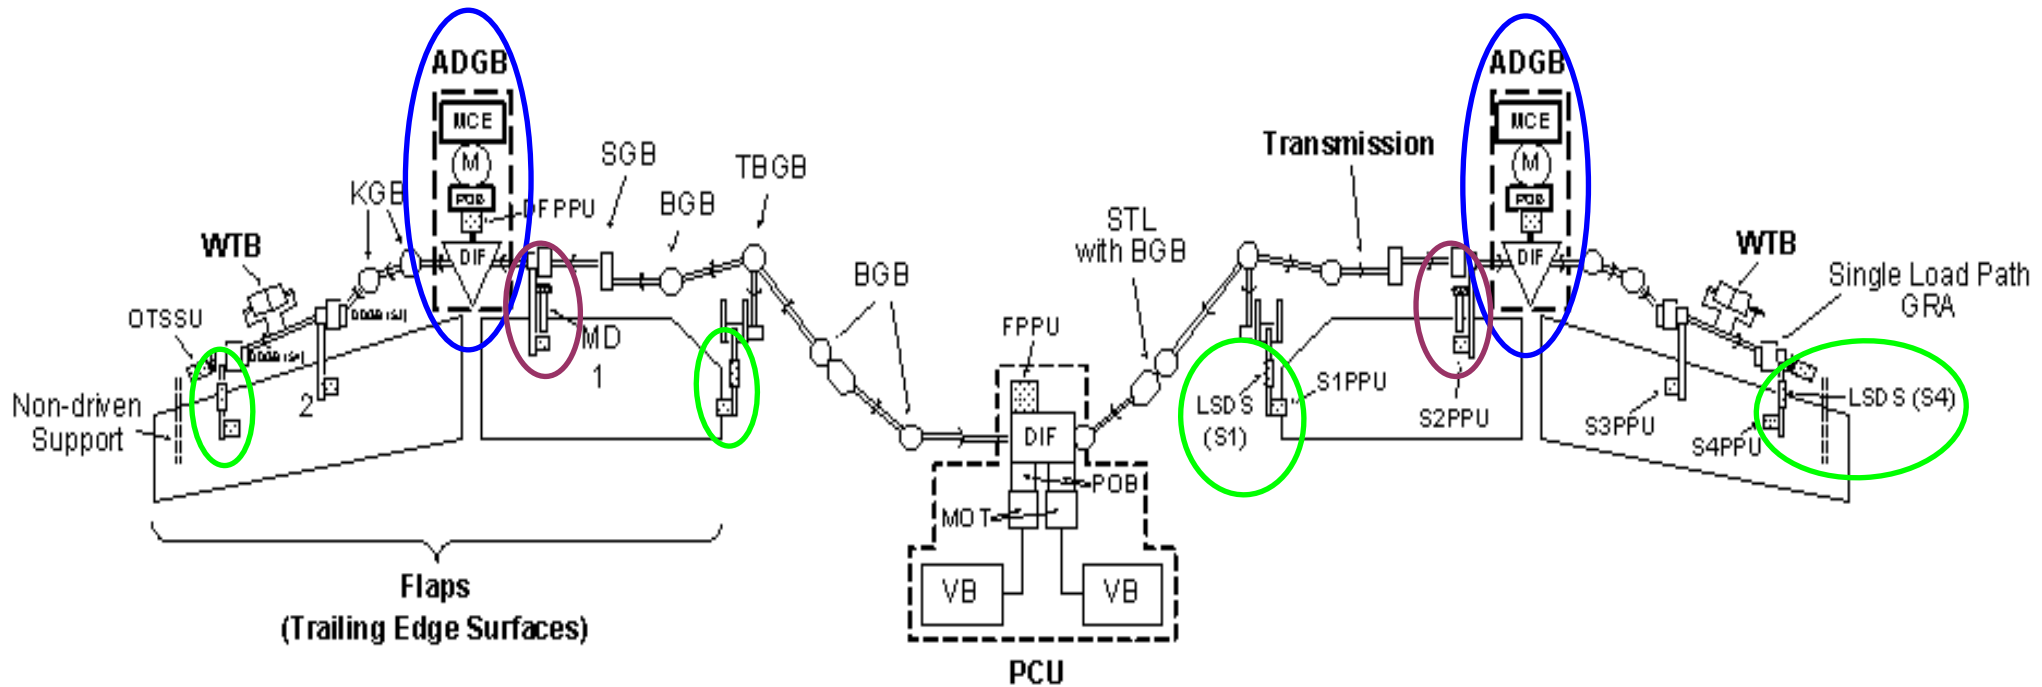 ADGB
MCE
M
POB
DFPPU
DIF
KGB
WTB
OTSSU
SGB
BGB
TBGB
MD
1
2
Non-driven
Support
BGB
Flaps
(Trailing Edge Surfaces)
FPPU
DIF
POB
MOT
VB
VB
PCU
STL
with BGB
Transmission
ADGB
MCE
M
POB
DIF
WTB
Single Load Path
GRA
LSDS
(S1)
S1PPU
S2PPU
S3PPU
S4PPU
LSDS (S4)